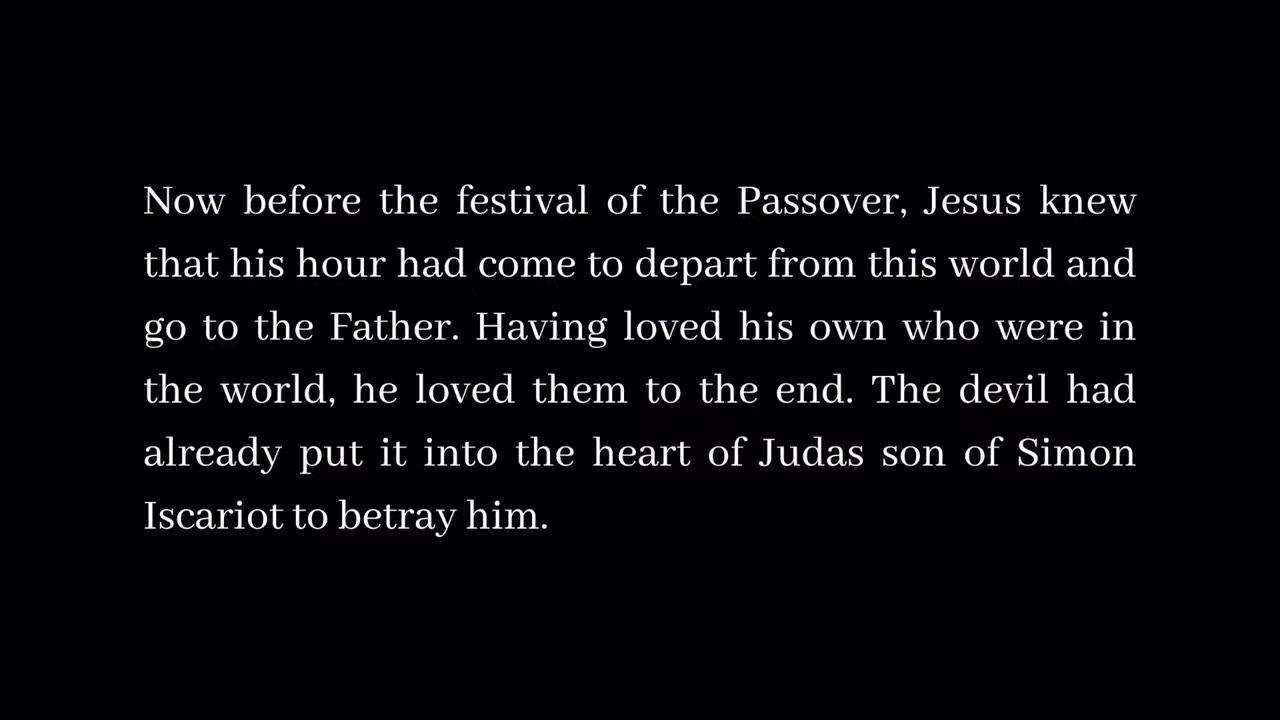 Now before the festival of the Passover, Jesus knew
that his hour had come to depart from this world and
go to the Father. Having loved his own who were in
the world, he loved them to the end. The devil had
already put it into the heart of Judas son of Simon
Iscariot to betray him.